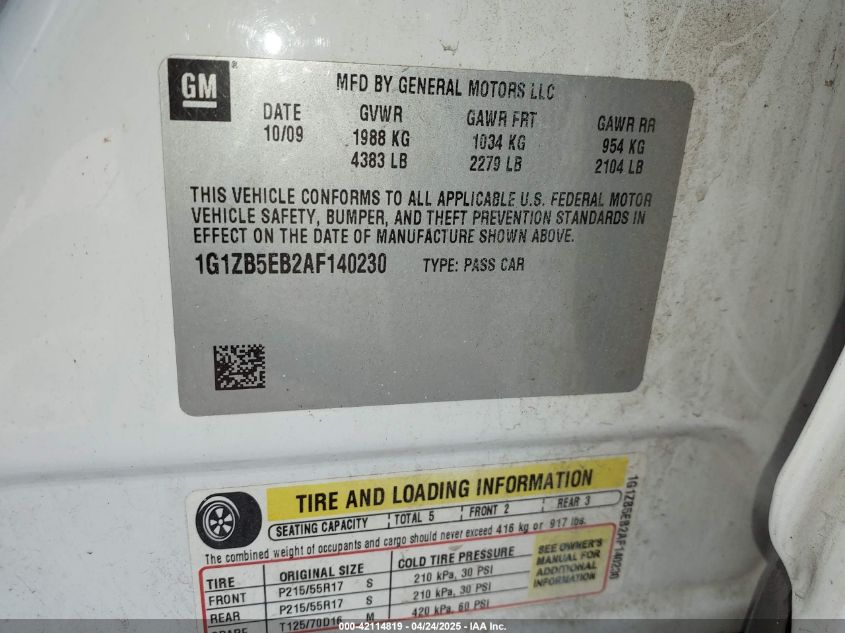 GM ®
MFD BY GENERAL MOTORS LLC
DATE GVWR GAWR FRT GAWR RR
10/09 1988 KG 1034 KG 954 KG
4383 LB 2279 LB 2104 LB
THIS VEHICLE CONFORMS TO ALL APPLICABLE U.S. FEDERAL MOTOR
VEHICLE SAFETY, BUMPER, AND THEFT PREVENTION STANDARDS IN
EFFECT ON THE DATE OF MANUFACTURE SHOWN ABOVE.
1G1ZB5EB2AF140230 TYPE: PASS CAR
TIRE AND LOADING INFORMATION
SEATING CAPACITY TOTAL 5 FRONT 2 REAR 3
The combined weight of occupants and cargo should never exceed 416 kg or 917 lbs.
TIRE ORIGINAL SIZE COLD TIRE PRESSURE
FRONT P215/55R17 S 210 kPa, 30 PSI
REAR P215/55R17 S 210 kPa, 30 PSI
SPARE T125/70D16 M 420 kPa, 60 PSI
SEE OWNER'S
MANUAL FOR
ADDITIONAL
INFORMATION
1G1ZB5EB2AF140230
000-42114819 - 04/24/2025 - IAA Inc.